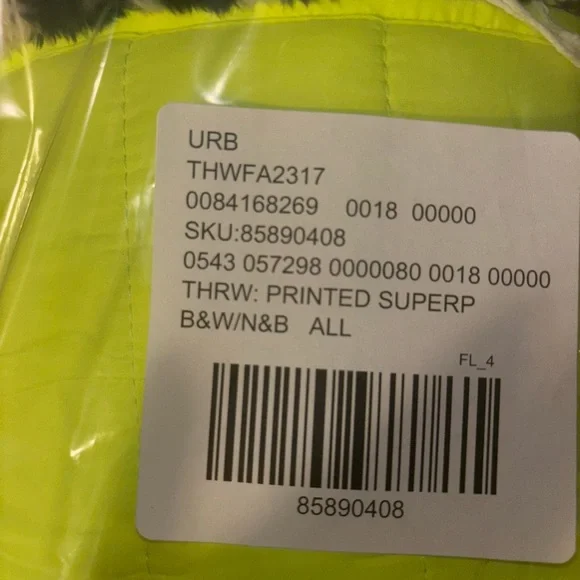 URB
THWFA2317
0084168269 0018 00000
SKU:85890408
0543 057298 0000080 0018 00000
THRW: PRINTED SUPERP
B&W/N&B ALL
FL_4
85890408